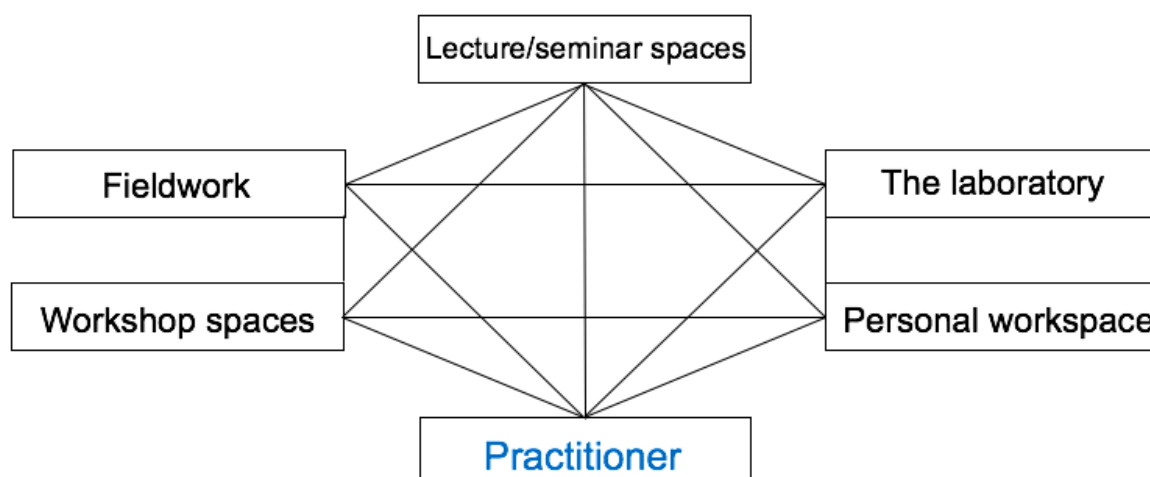 Lecture/seminar spaces
Fieldwork
The laboratory
Workshop spaces
Personal workspace
Practitioner